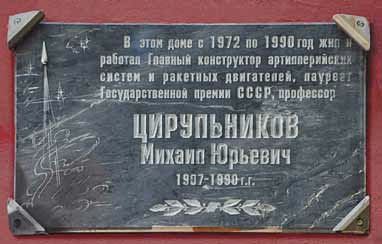 В этом доме с 1972 по 1990 год жил и
работал Главный конструктор артиллерийских
систем и ракетных двигателей, лауреат
Государственной премии СССР, профессор
ЦИРУЛЬНИКОВ
Михаил Юрьевич
1907-1990 г.г.